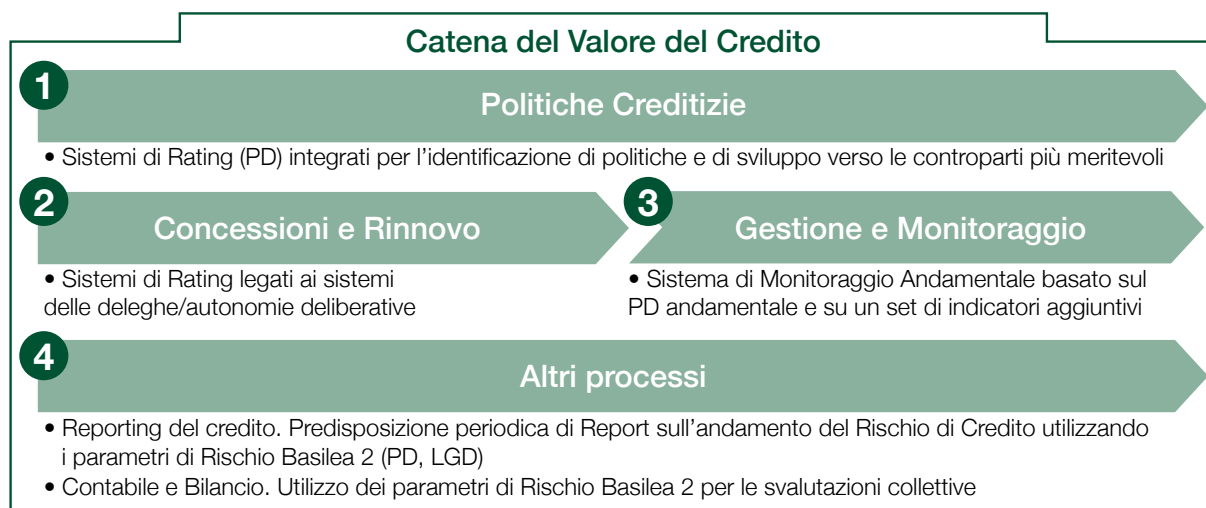 Catena del Valore del Credito
1
Politiche Creditizie
• Sistemi di Rating (PD) integrati per l'identificazione di politiche e di sviluppo verso le controparti più meritevoli
2
Concessioni e Rinnovo
• Sistemi di Rating legati ai sistemi
delle deleghe/autonomie deliberative
3
Gestione e Monitoraggio
• Sistema di Monitoraggio Andamentale basato sul
PD andamentale e su un set di indicatori aggiuntivi
4
Altri processi
• Reporting del credito. Predisposizione periodica di Report sull'andamento del Rischio di Credito utilizzando
i parametri di Rischio Basilea 2 (PD, LGD)
• Contabile e Bilancio. Utilizzo dei parametri di Rischio Basilea 2 per le svalutazioni collettive